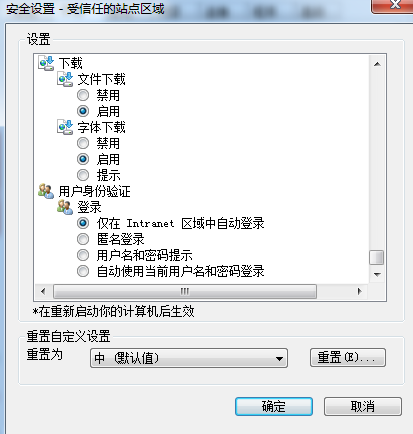 安全设置 - 受信任的站点区域
设置
下载
文件下载
禁用
启用
字体下载
禁用
启用
提示
用户身份验证
登录
仅在 Intranet 区域中自动登录
匿名登录
用户名和密码提示
自动使用当前用户名和密码登录
*在重新启动你的计算机后生效
重置自定义设置
重置为
中 (默认值)
重置(E)...
确定
取消